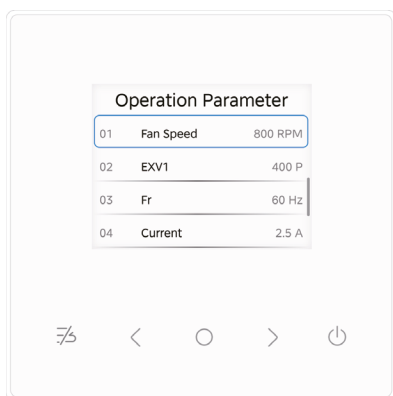 Operation Parameter
01 Fan Speed 800 RPM
02 EXV1 400 P
03 Fr 60 Hz
04 Current 2.5 A